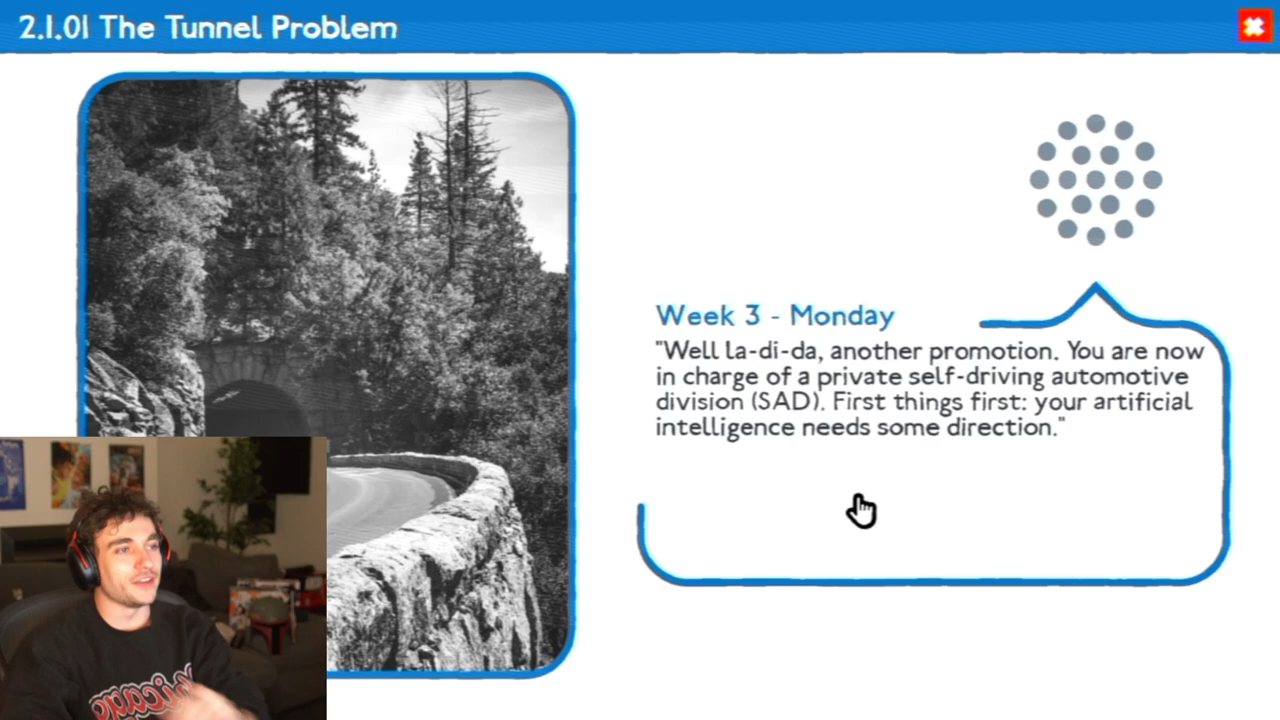 2.1.01 The Tunnel Problem
Week 3 - Monday
"Well la-di-da, another promotion. You are now
in charge of a private self-driving automotive
division (SAD). First things first: your artificial
intelligence needs some direction."